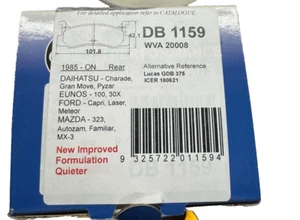 For detailed application refer to CATALOGUE
42.1
101.6
DB 1159
WVA 20008
1985 - ON Rear
Alternative Reference
Lucas GDB 375
ICER 180621
DAIHATSU - Charade,
Gran Move, Pyzar
EUNOS - 100, 30X
FORD - Capri, Laser,
Meteor
MAZDA - 323,
Autozam, Familiar,
MX-3
New Improved
Formulation
Quieter
9 325722 011594
DB 1159